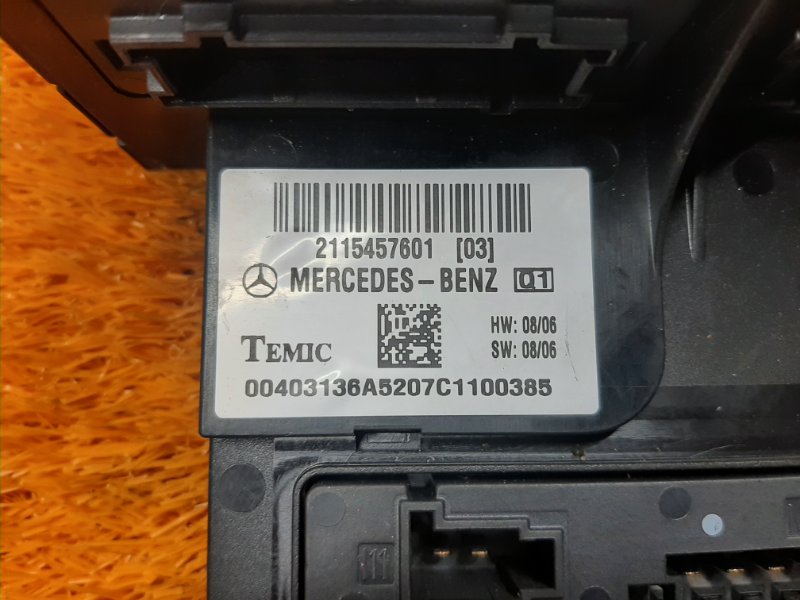 2115457601 [03]
MERCEDES-BENZ Q1
HW: 08/06
TEMIC
SW: 08/06
00403136A5207C1100385